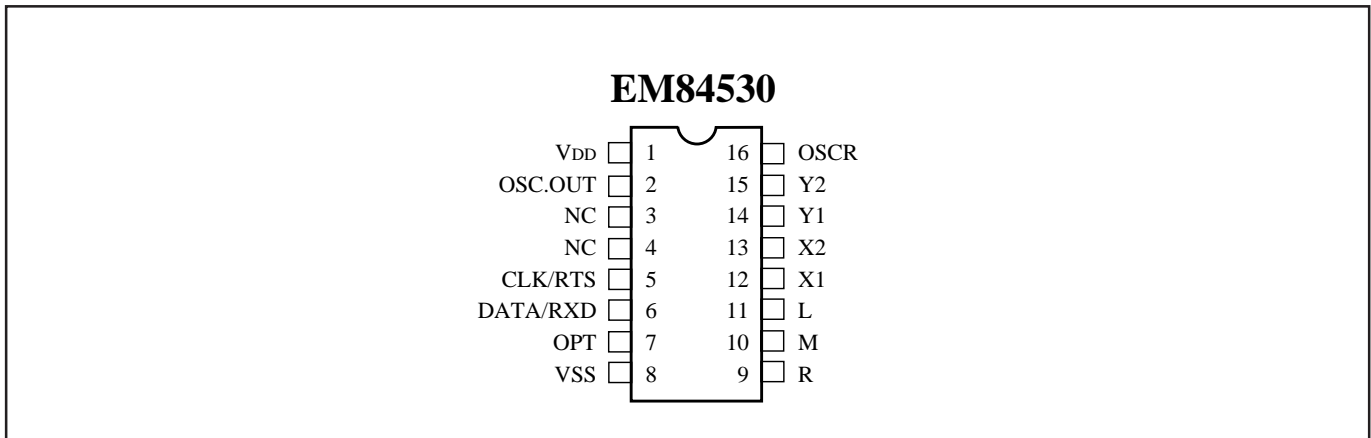 EM84530
VDD 1 16 OSCR
OSC.OUT 2 15 Y2
NC 3 14 Y1
NC 4 13 X2
CLK/RTS 5 12 X1
DATA/RXD 6 11 L
OPT 7 10 M
VSS 8 9 R